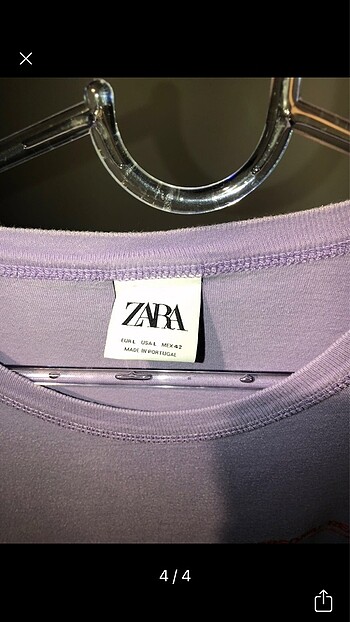 ZARA
EUR L USA L MEX 42
MADE IN PORTUGAL
4 / 4